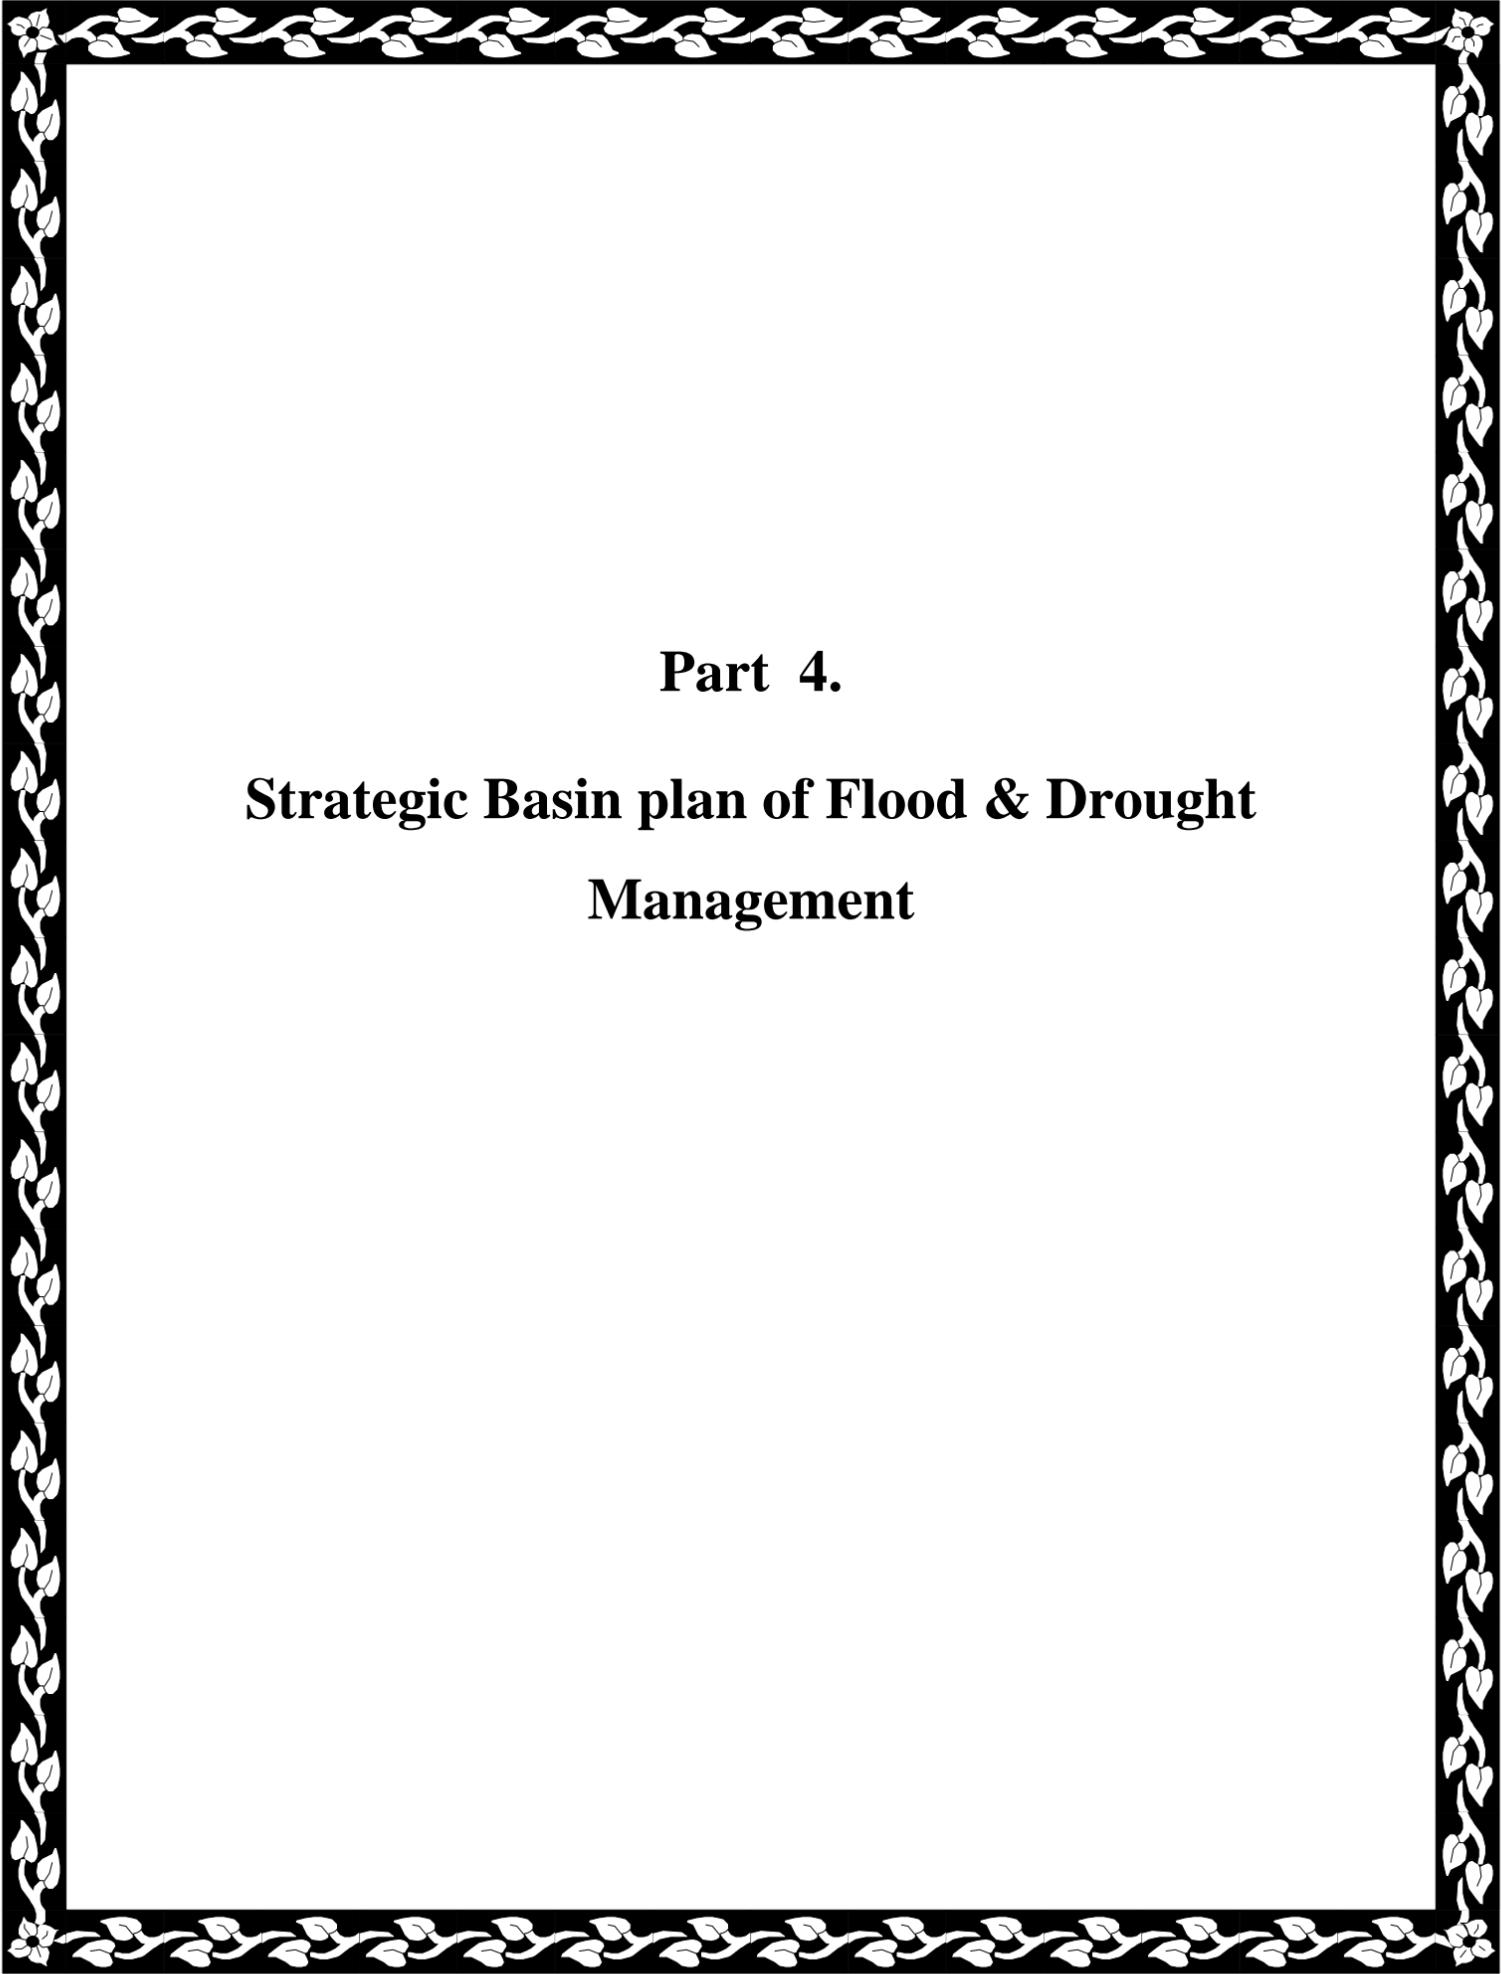 Part  4.
Strategic Basin plan of Flood & Drought
Management